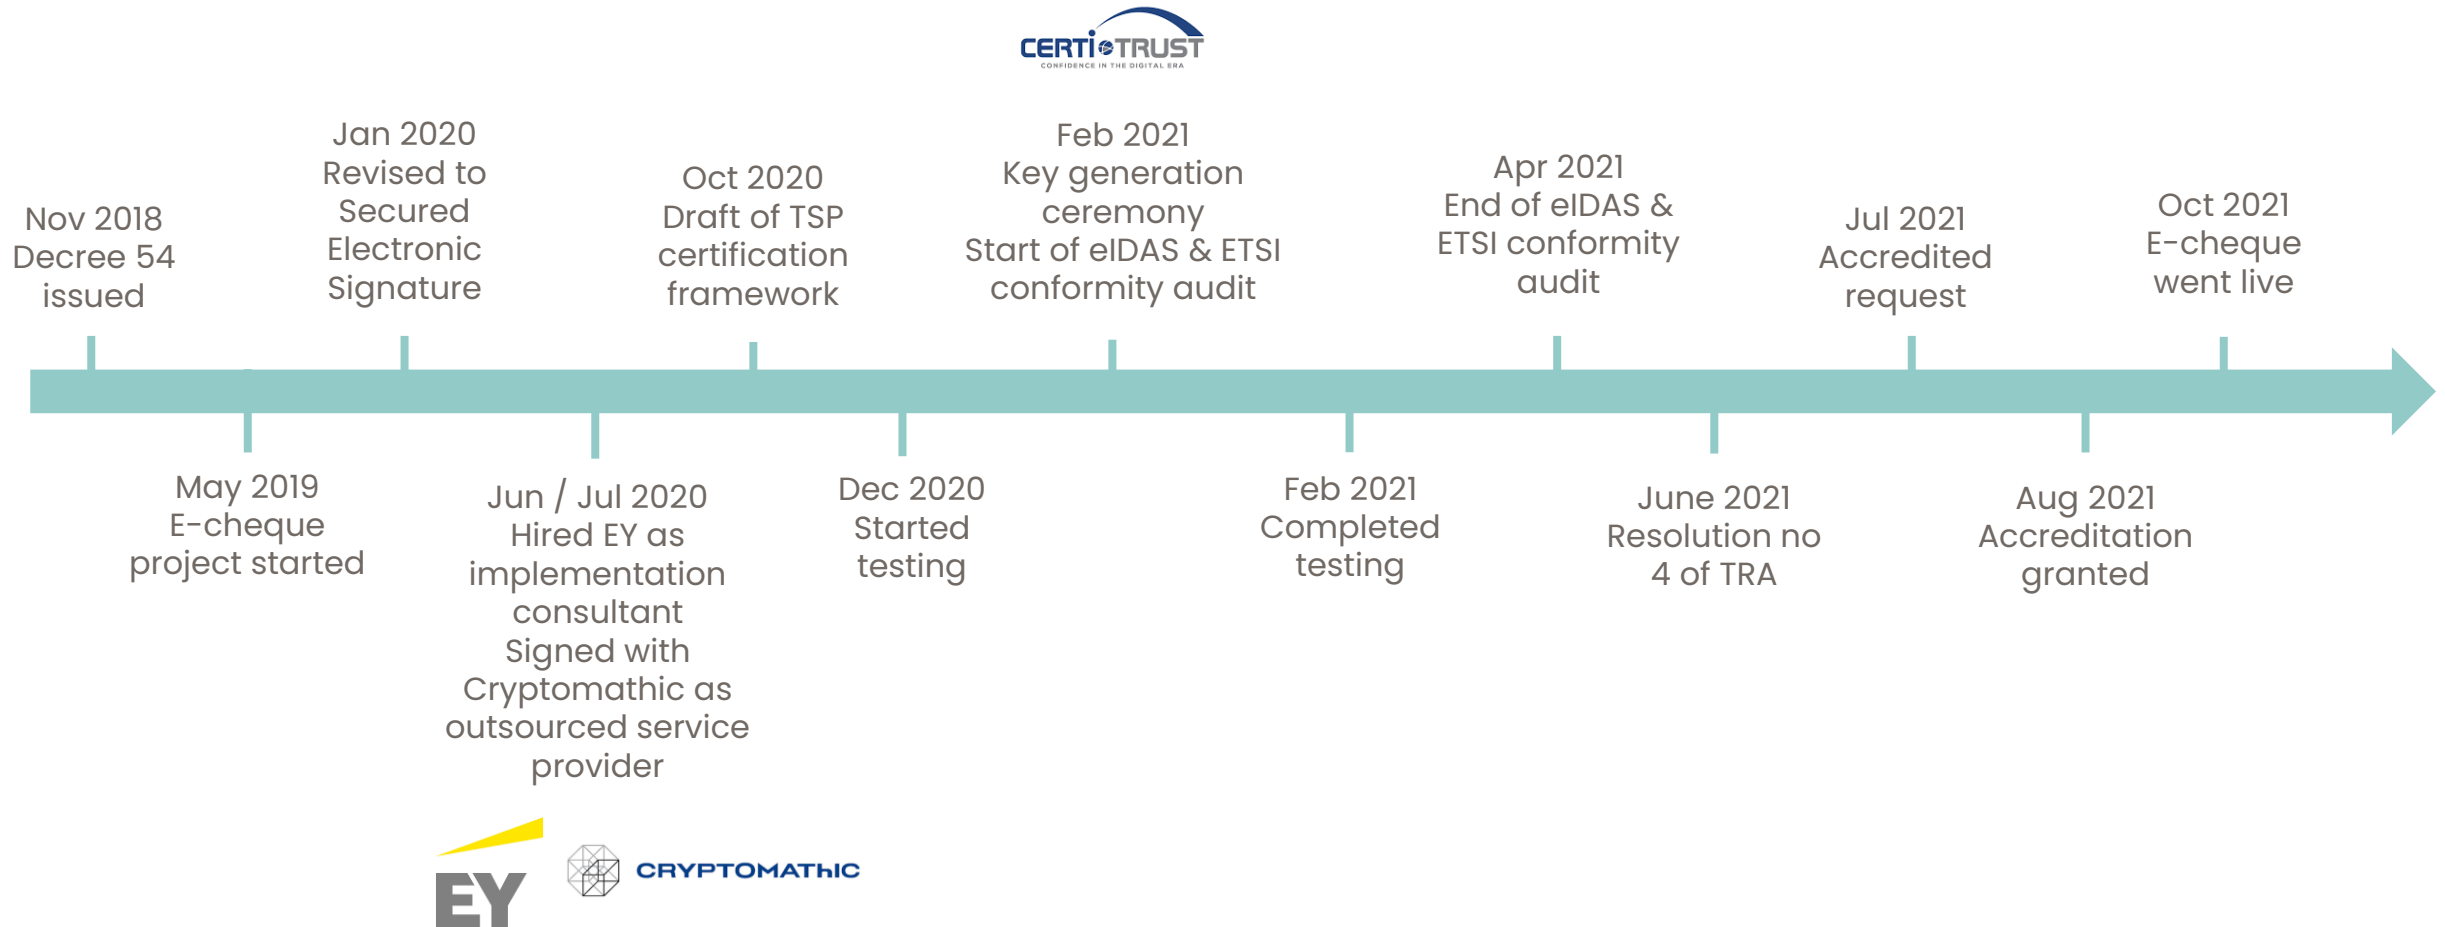 CERTI TRUST
CONFIDENCE IN THE DIGITAL ERA
Nov 2018
Decree 54
issued
May 2019
E-cheque
project started
Jan 2020
Revised to
Secured
Electronic
Signature
Jun / Jul 2020
Hired EY as
implementation
consultant
Signed with
Cryptomathic as
outsourced service
provider
EY
CRYPTOMAThIC
Oct 2020
Draft of TSP
certification
framework
Dec 2020
Started
testing
Feb 2021
Key generation
ceremony
Start of eIDAS & ETSI
conformity audit
Feb 2021
Completed
testing
Apr 2021
End of eIDAS &
ETSI conformity
audit
June 2021
Resolution no
4 of TRA
Jul 2021
Accredited
request
Aug 2021
Accreditation
granted
Oct 2021
E-cheque
went live